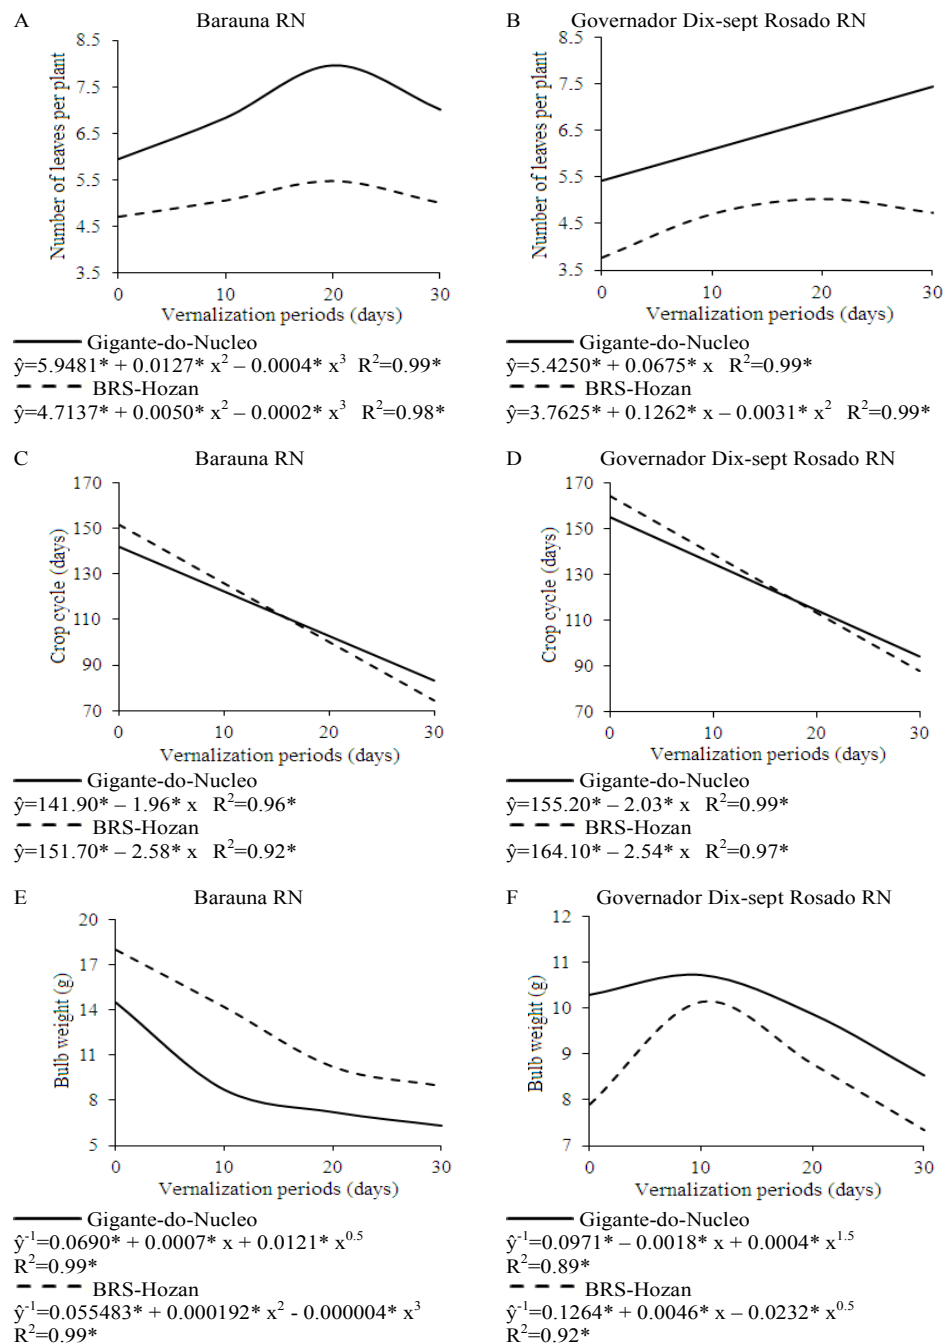 A
Barauna RN
8.5
7.5
6.5
5.5
4.5
3.5
Number of leaves per plant
0 10 20 30
Vernalization periods (days)
Gigante-do-Nucleo
ŷ=5.9481* + 0.0127* x² – 0.0004* x³ R²=0.99*
BRS-Hozan
ŷ=4.7137* + 0.0050* x² – 0.0002* x³ R²=0.98*
B
Governador Dix-sept Rosado RN
8.5
7.5
6.5
5.5
4.5
3.5
Number of leaves per plant
0 10 20 30
Vernalization periods (days)
Gigante-do-Nucleo
ŷ=5.4250* + 0.0675* x R²=0.99*
BRS-Hozan
ŷ=3.7625* + 0.1262* x – 0.0031* x² R²=0.99*
C
Barauna RN
170
150
130
110
90
70
Crop cycle (days)
0 10 20 30
Vernalization periods (days)
Gigante-do-Nucleo
ŷ=141.90* – 1.96* x R²=0.96*
BRS-Hozan
ŷ=151.70* – 2.58* x R²=0.92*
D
Governador Dix-sept Rosado RN
170
150
130
110
90
70
Crop cycle (days)
0 10 20 30
Vernalization periods (days)
Gigante-do-Nucleo
ŷ=155.20* – 2.03* x R²=0.99*
BRS-Hozan
ŷ=164.10* – 2.54* x R²=0.97*
E
Barauna RN
20
17
14
11
8
5
Bulb weight (g)
0 10 20 30
Vernalization periods (days)
Gigante-do-Nucleo
ŷ⁻¹=0.0690* + 0.0007* x + 0.0121* x⁰·⁵
R²=0.99*
BRS-Hozan
ŷ⁻¹=0.055483* + 0.000192* x² - 0.000004* x³
R²=0.99*
F
Governador Dix-sept Rosado RN
12
11
10
9
8
7
Bulb weight (g)
0 10 20 30
Vernalization periods (days)
Gigante-do-Nucleo
ŷ⁻¹=0.0971* – 0.0018* x + 0.0004* x¹·⁵
R²=0.89*
BRS-Hozan
ŷ⁻¹=0.1264* + 0.0046* x – 0.0232* x⁰·⁵
R²=0.92*